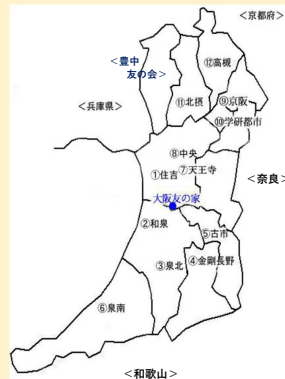 <京都府>
<豊中
友の会>
⑫高槻
⑨京阪
⑪北摂
⑩学研都市
<兵庫県>
⑧中央
⑦天王寺
①住吉
<奈良>
大阪友の家
②和泉
⑤古市
④金剛長野
③泉北
⑥泉南
<和歌山>